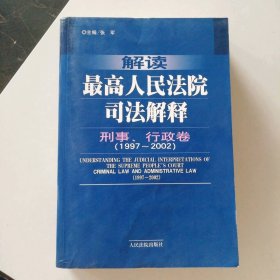 ◎主编/张 军
解读
最高人民法院
司法解释
刑事、行政卷
(1997－2002)
UNDERSTANDING THE JUDICIAL INTERPRETATIONS OF
THE SUPREME PEOPLE'S COURT
CRIMINAL LAW AND ADMINISTRATIVE LAW
(1997－2002)
人民法院出版社